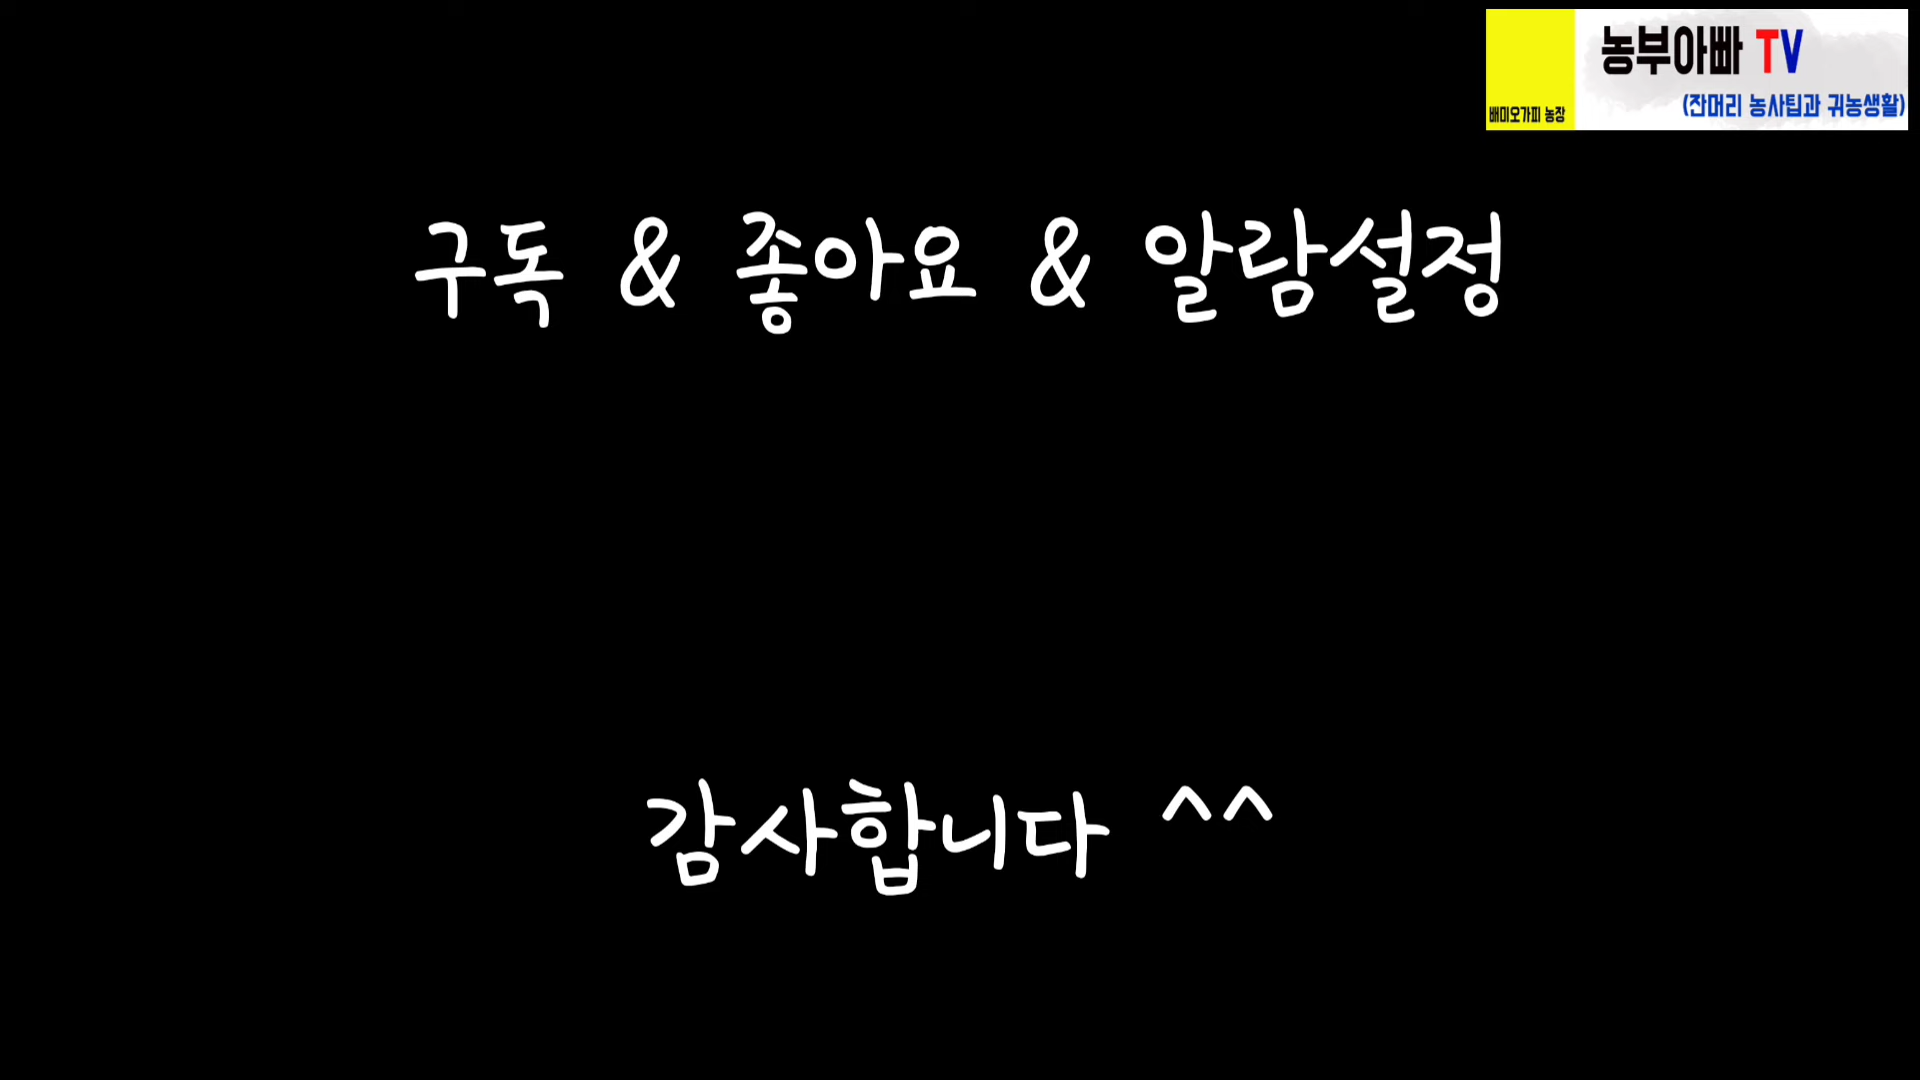 농부아빠 TV
(잔머리 농사팁과 귀농생활)
배미오가피 농장
구독 & 좋아요 & 알람설정
감사합니다 ^^